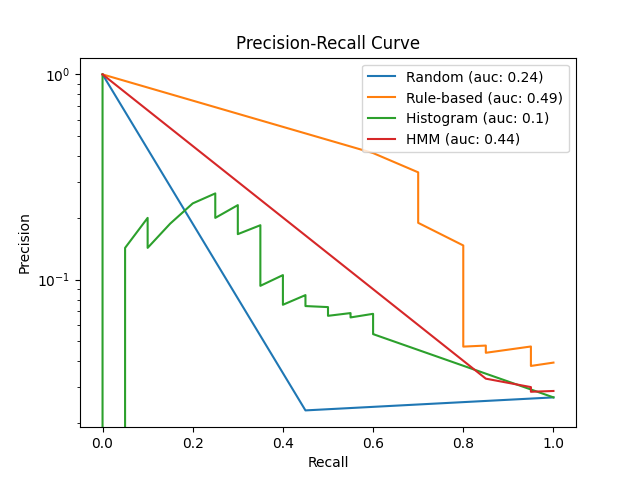 Precision-Recall Curve
Random (auc: 0.24)
Rule-based (auc: 0.49)
Histogram (auc: 0.1)
HMM (auc: 0.44)
10⁰
10⁻¹
Precision
0.0 0.2 0.4 0.6 0.8 1.0
Recall